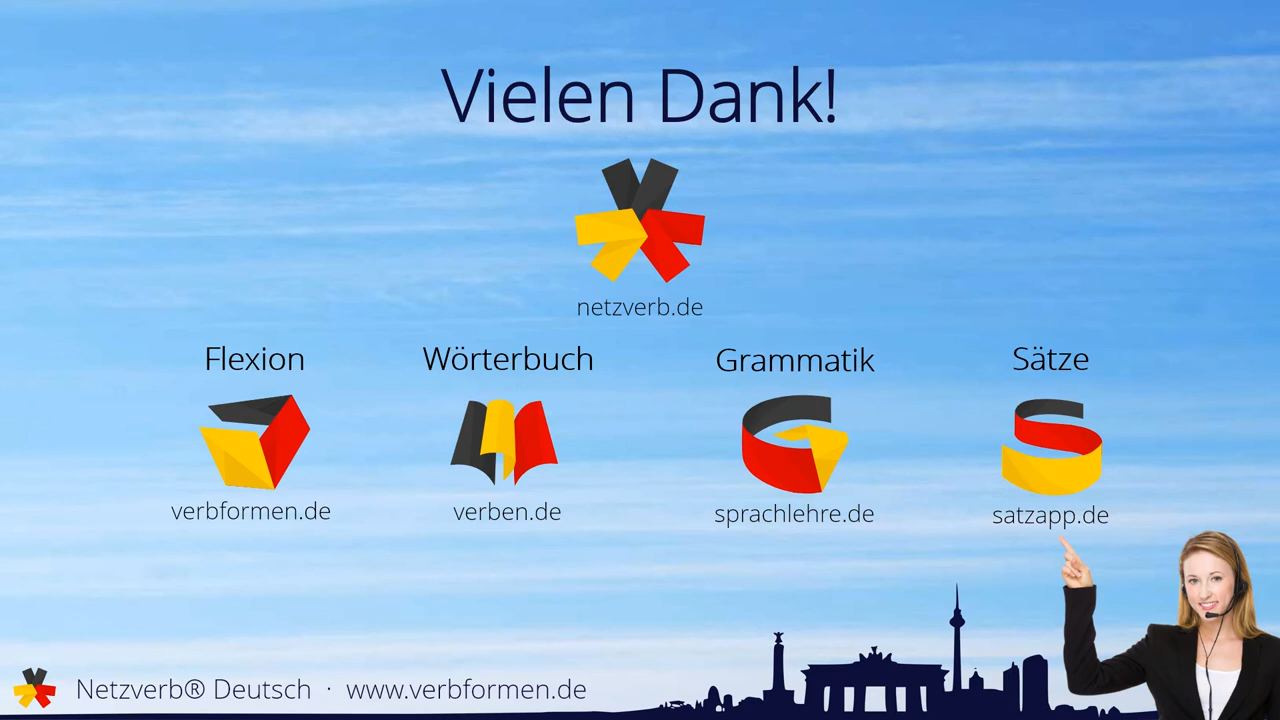 Vielen Dank!
netzverb.de
Flexion
Wörterbuch
Grammatik
Sätze
verbformen.de
verben.de
sprachlehre.de
satzapp.de
Netzverb® Deutsch · www.verbformen.de